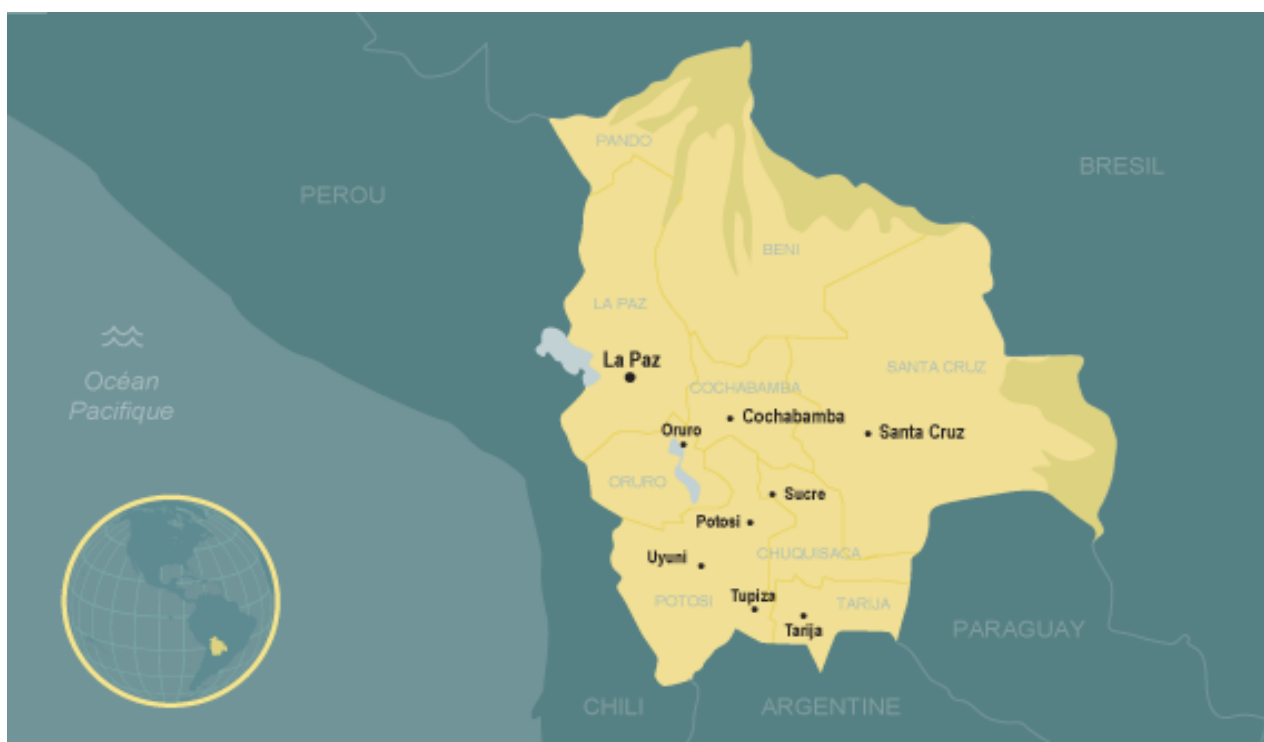 PANDO
BRESIL
PEROU
BENI
LA PAZ
La Paz
SANTA CRUZ
Océan
Pacifique
COCHABAMBA
Cochabamba
Oruro
Santa Cruz
ORURO
Sucre
Potosi
CHUQUISACA
Uyuni
POTOSI
Tupiza
TARIJA
Tarija
PARAGUAY
CHILI
ARGENTINE